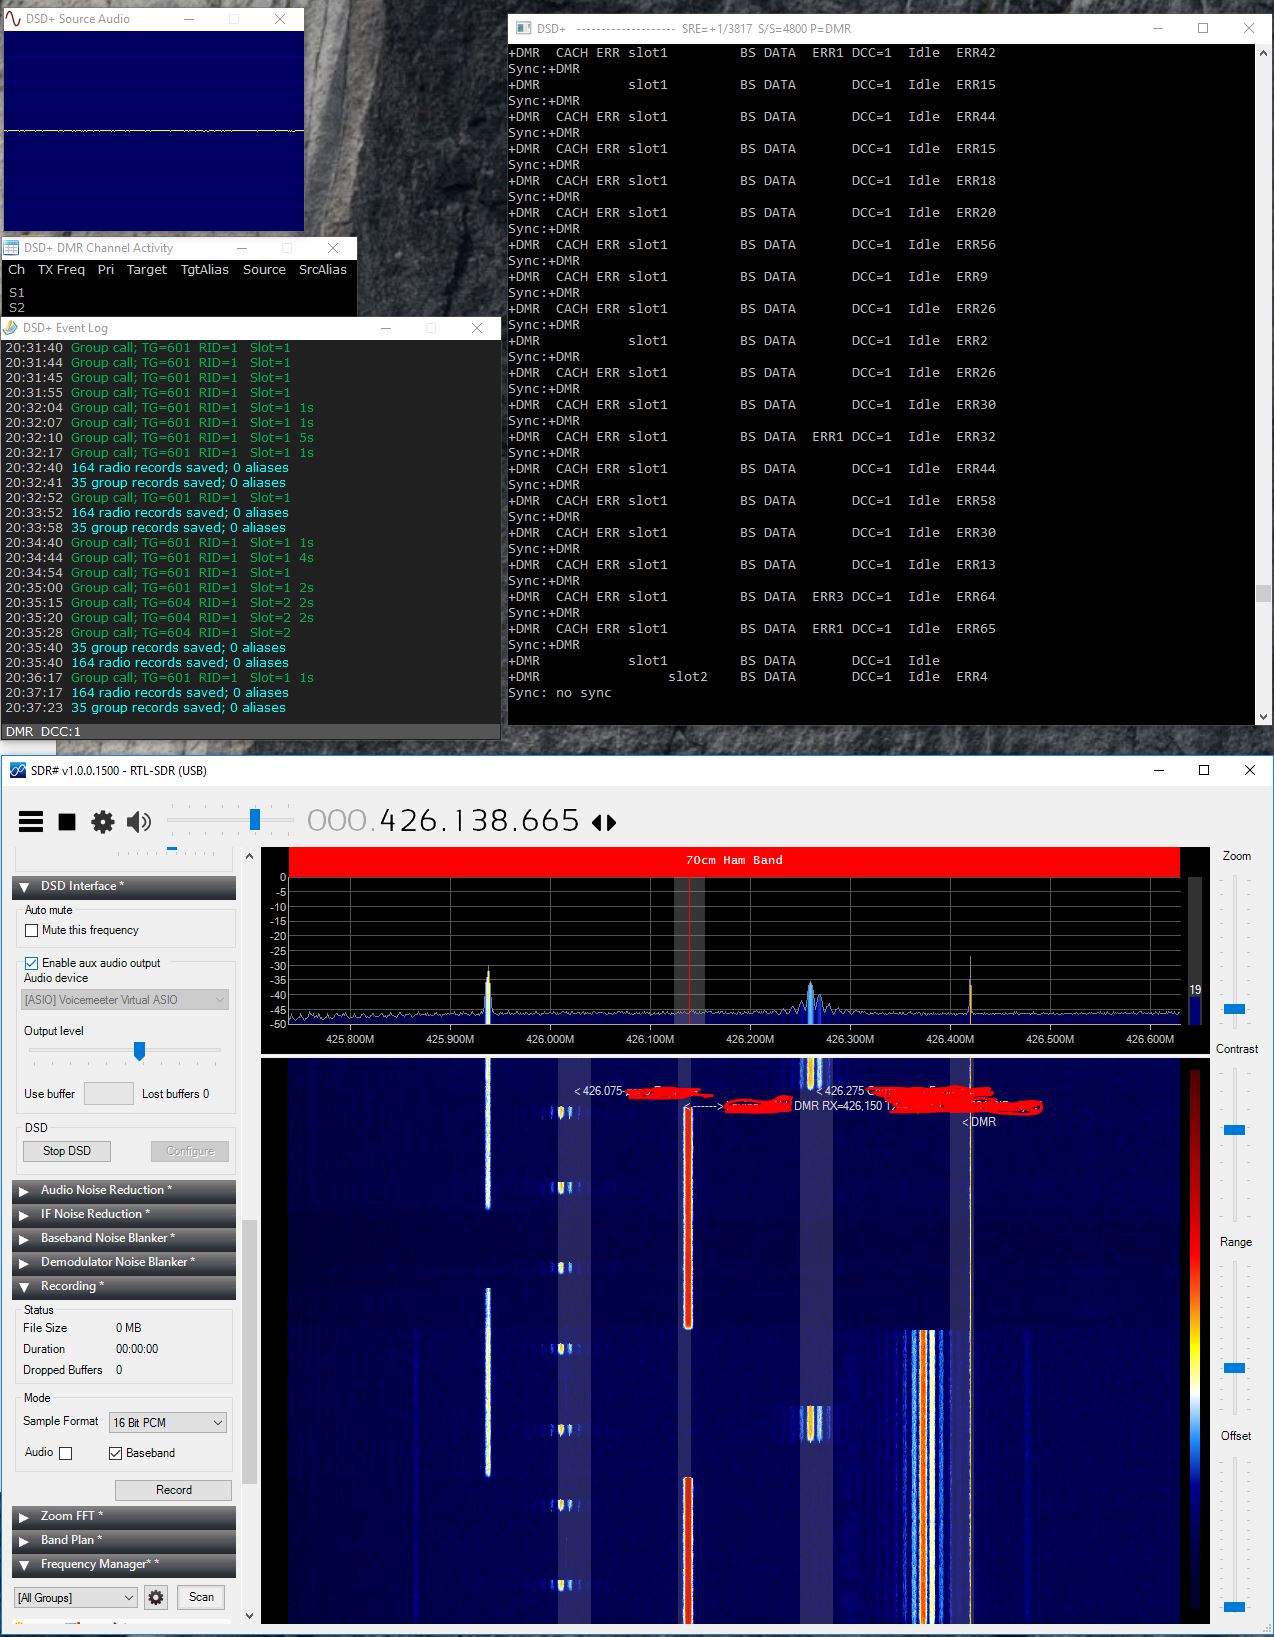 DSD+ Source Audio
DSD+ -------------------- SRE=+1/3817 S/S=4800 P=DMR
+DMR CACH ERR slot1 BS DATA ERR1 DCC=1 Idle ERR42
Sync:+DMR
+DMR slot1 BS DATA DCC=1 Idle ERR15
Sync:+DMR
+DMR CACH ERR slot1 BS DATA DCC=1 Idle ERR44
Sync:+DMR
+DMR CACH ERR slot1 BS DATA DCC=1 Idle ERR15
Sync:+DMR
+DMR CACH ERR slot1 BS DATA DCC=1 Idle ERR18
Sync:+DMR
+DMR CACH ERR slot1 BS DATA DCC=1 Idle ERR20
Sync:+DMR
+DMR CACH ERR slot1 BS DATA DCC=1 Idle ERR56
Sync:+DMR
+DMR CACH ERR slot1 BS DATA DCC=1 Idle ERR9
Sync:+DMR
+DMR CACH ERR slot1 BS DATA DCC=1 Idle ERR26
Sync:+DMR
+DMR slot1 BS DATA DCC=1 Idle ERR2
Sync:+DMR
+DMR CACH ERR slot1 BS DATA DCC=1 Idle ERR26
Sync:+DMR
+DMR CACH ERR slot1 BS DATA DCC=1 Idle ERR30
Sync:+DMR
+DMR CACH ERR slot1 BS DATA ERR1 DCC=1 Idle ERR32
Sync:+DMR
+DMR CACH ERR slot1 BS DATA DCC=1 Idle ERR44
Sync:+DMR
+DMR CACH ERR slot1 BS DATA DCC=1 Idle ERR58
Sync:+DMR
+DMR CACH ERR slot1 BS DATA DCC=1 Idle ERR30
Sync:+DMR
+DMR CACH ERR slot1 BS DATA DCC=1 Idle ERR13
Sync:+DMR
+DMR CACH ERR slot1 BS DATA ERR3 DCC=1 Idle ERR64
Sync:+DMR
+DMR CACH ERR slot1 BS DATA ERR1 DCC=1 Idle ERR65
Sync:+DMR
+DMR slot1 BS DATA DCC=1 Idle
+DMR slot2 BS DATA DCC=1 Idle ERR4
Sync: no sync
DSD+ DMR Channel Activity
Ch TX Freq Pri Target TgtAlias Source SrcAlias
S1
S2
DSD+ Event Log
20:31:40 Group call; TG=601 RID=1 Slot=1
20:31:44 Group call; TG=601 RID=1 Slot=1
20:31:45 Group call; TG=601 RID=1 Slot=1
20:31:55 Group call; TG=601 RID=1 Slot=1
20:32:04 Group call; TG=601 RID=1 Slot=1 1s
20:32:07 Group call; TG=601 RID=1 Slot=1 1s
20:32:10 Group call; TG=601 RID=1 Slot=1 5s
20:32:17 Group call; TG=601 RID=1 Slot=1 1s
20:32:40 164 radio records saved; 0 aliases
20:32:41 35 group records saved; 0 aliases
20:32:52 Group call; TG=601 RID=1 Slot=1
20:33:52 164 radio records saved; 0 aliases
20:33:58 35 group records saved; 0 aliases
20:34:40 Group call; TG=601 RID=1 Slot=1 1s
20:34:44 Group call; TG=601 RID=1 Slot=1 4s
20:34:54 Group call; TG=601 RID=1 Slot=1
20:35:00 Group call; TG=601 RID=1 Slot=1 2s
20:35:15 Group call; TG=604 RID=1 Slot=2 2s
20:35:20 Group call; TG=604 RID=1 Slot=2 2s
20:35:28 Group call; TG=604 RID=1 Slot=2
20:35:40 35 group records saved; 0 aliases
20:35:40 164 radio records saved; 0 aliases
20:36:17 Group call; TG=601 RID=1 Slot=1 1s
20:37:17 164 radio records saved; 0 aliases
20:37:23 35 group records saved; 0 aliases
DMR DCC:1
SDR# v1.0.0.1500 - RTL-SDR (USB)
000.426.138.665
DSD Interface *
Auto mute
Mute this frequency
Enable aux audio output
Audio device
[ASIO] Voicemeeter Virtual ASIO
Output level
Use buffer Lost buffers 0
DSD
Stop DSD Configure
Audio Noise Reduction *
IF Noise Reduction *
Baseband Noise Blanker *
Demodulator Noise Blanker *
Recording *
Status
File Size 0 MB
Duration 00:00:00
Dropped Buffers 0
Mode
Sample Format 16 Bit PCM
Audio Baseband
Record
Zoom FFT *
Band Plan *
Frequency Manager* *
[All Groups] Scan
70cm Ham Band
0
-5
-10
-15
-20
-25
-30
-35
-40
-45
-50
19
425.800M 425.900M 426.000M 426.100M 426.200M 426.300M 426.400M 426.500M 426.600M
< 426.075 < 426.275
<------> DMR RX=426,150
< DMR
Zoom
Contrast
Range
Offset